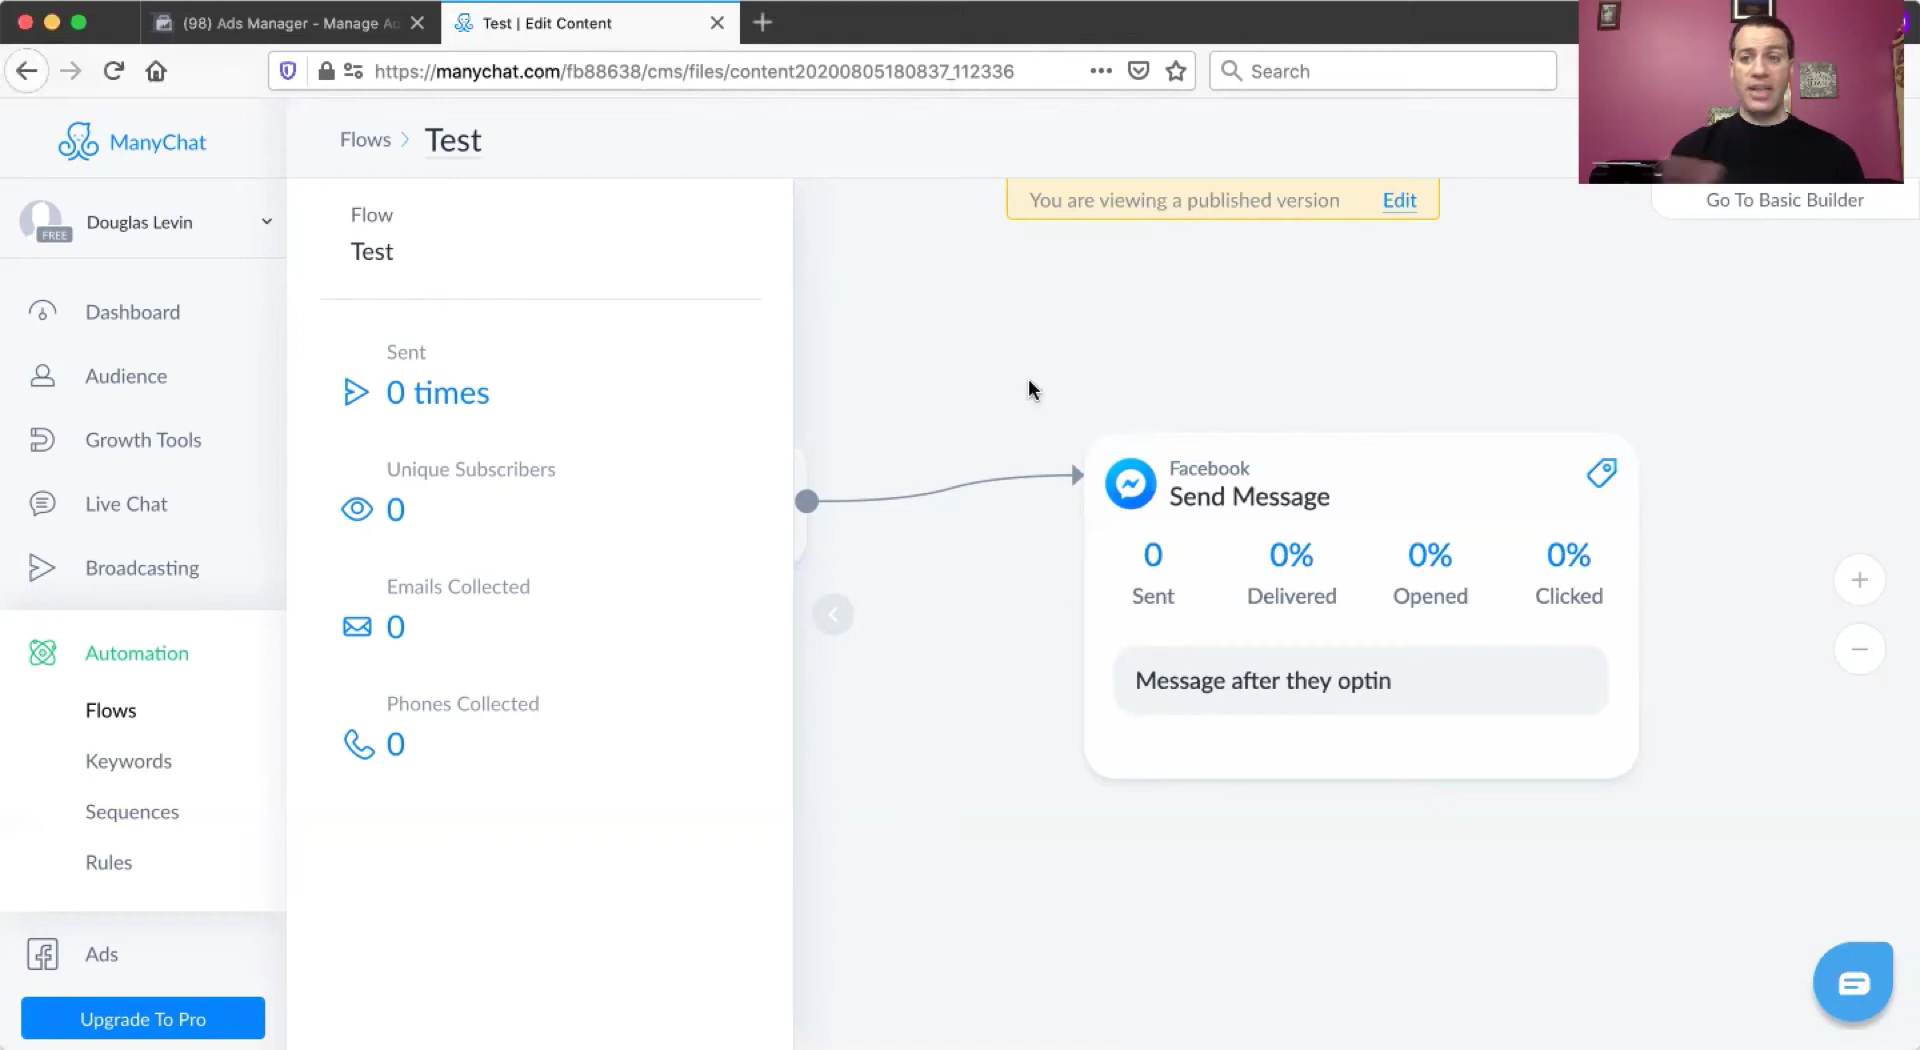 (98) Ads Manager - Manage Ad
Test | Edit Content
https://manychat.com/fb88638/cms/files/content20200805180837_112336
Search
ManyChat
Flows
Test
Douglas Levin
FREE
Flow
Test
You are viewing a published version
Edit
Go To Basic Builder
Dashboard
Audience
Growth Tools
Live Chat
Broadcasting
Automation
Flows
Keywords
Sequences
Rules
Ads
Upgrade To Pro
Sent
0 times
Unique Subscribers
0
Emails Collected
0
Phones Collected
0
Facebook
Send Message
0 0% 0% 0%
Sent Delivered Opened Clicked
Message after they optin